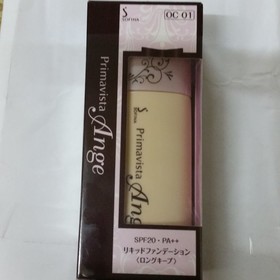 S
SOFINA
OC 01
Primavista
Ange
S
SOFINA
Primavista
Ange
SPF20・PA++
リキッドファンデーション
〈ロングキープ〉